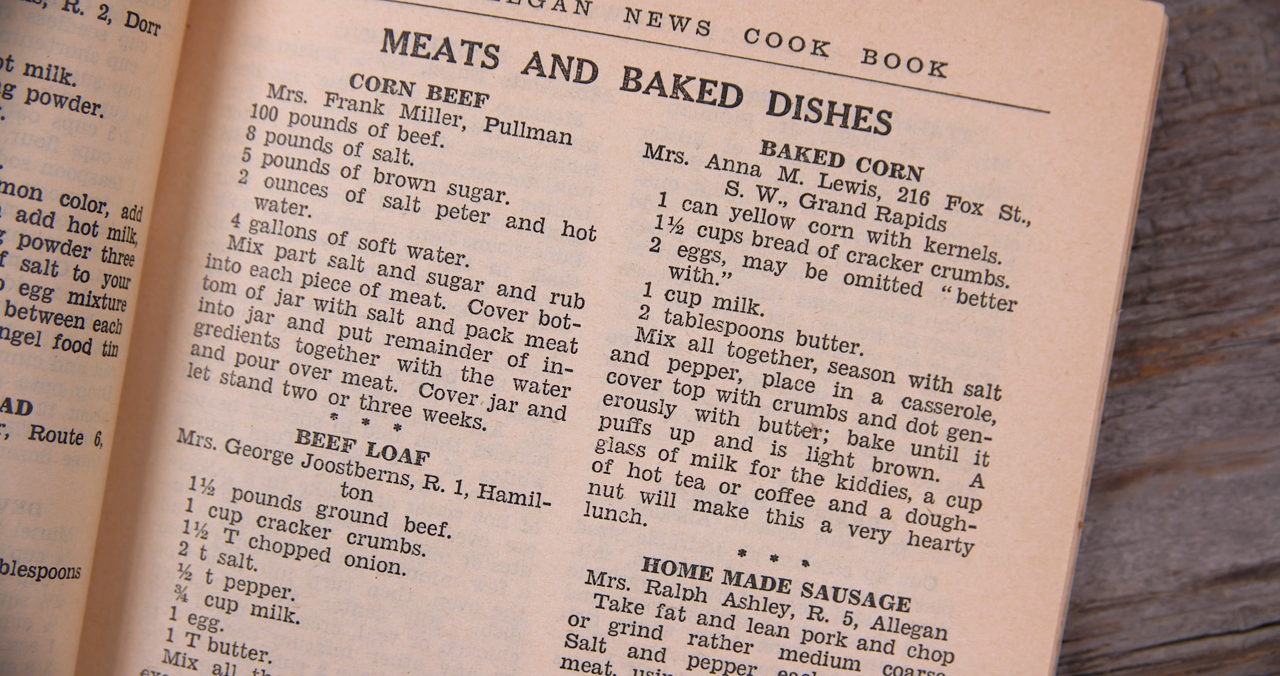 R. 2, Dorr
milk.
powder.
color, add
add hot milk,
powder three
salt to your
egg mixture
between each
food tin
Route 6,
NEWS COOK BOOK
MEATS AND BAKED DISHES
CORN BEEF
Mrs. Frank Miller, Pullman
100 pounds of beef.
8 pounds of salt.
5 pounds of brown sugar.
2 ounces of salt peter and hot
water.
4 gallons of soft water.
Mix part salt and sugar and rub
into each piece of meat. Cover bot-
tom of jar with salt and pack meat
into jar and put remainder of in-
gredients together with the water
and pour over meat. Cover jar and
let stand two or three weeks.
* * *
BEEF LOAF
Mrs. George Joostberns, R. 1, Hamil-
ton
1½ pounds ground beef.
1 cup cracker crumbs.
1½ T chopped onion.
2 t salt.
½ t pepper.
¾ cup milk.
1 egg.
1 T butter.
Mix all
BAKED CORN
Mrs. Anna M. Lewis, 216 Fox St.,
S. W., Grand Rapids
1 can yellow corn with kernels.
1½ cups bread of cracker crumbs.
2 eggs, may be omitted "better
with."
1 cup milk.
2 tablespoons butter.
Mix all together, season with salt
and pepper, place in a casserole,
cover top with crumbs and dot gen-
erously with butter; bake until it
puffs up and is light brown. A
glass of milk for the kiddies, a cup
of hot tea or coffee and a dough-
nut will make this a very hearty
lunch.
* * *
HOME MADE SAUSAGE
Mrs. Ralph Ashley, R. 5, Allegan
Take fat and lean pork and chop
or grind rather medium coarse
Salt and pepper
meat,